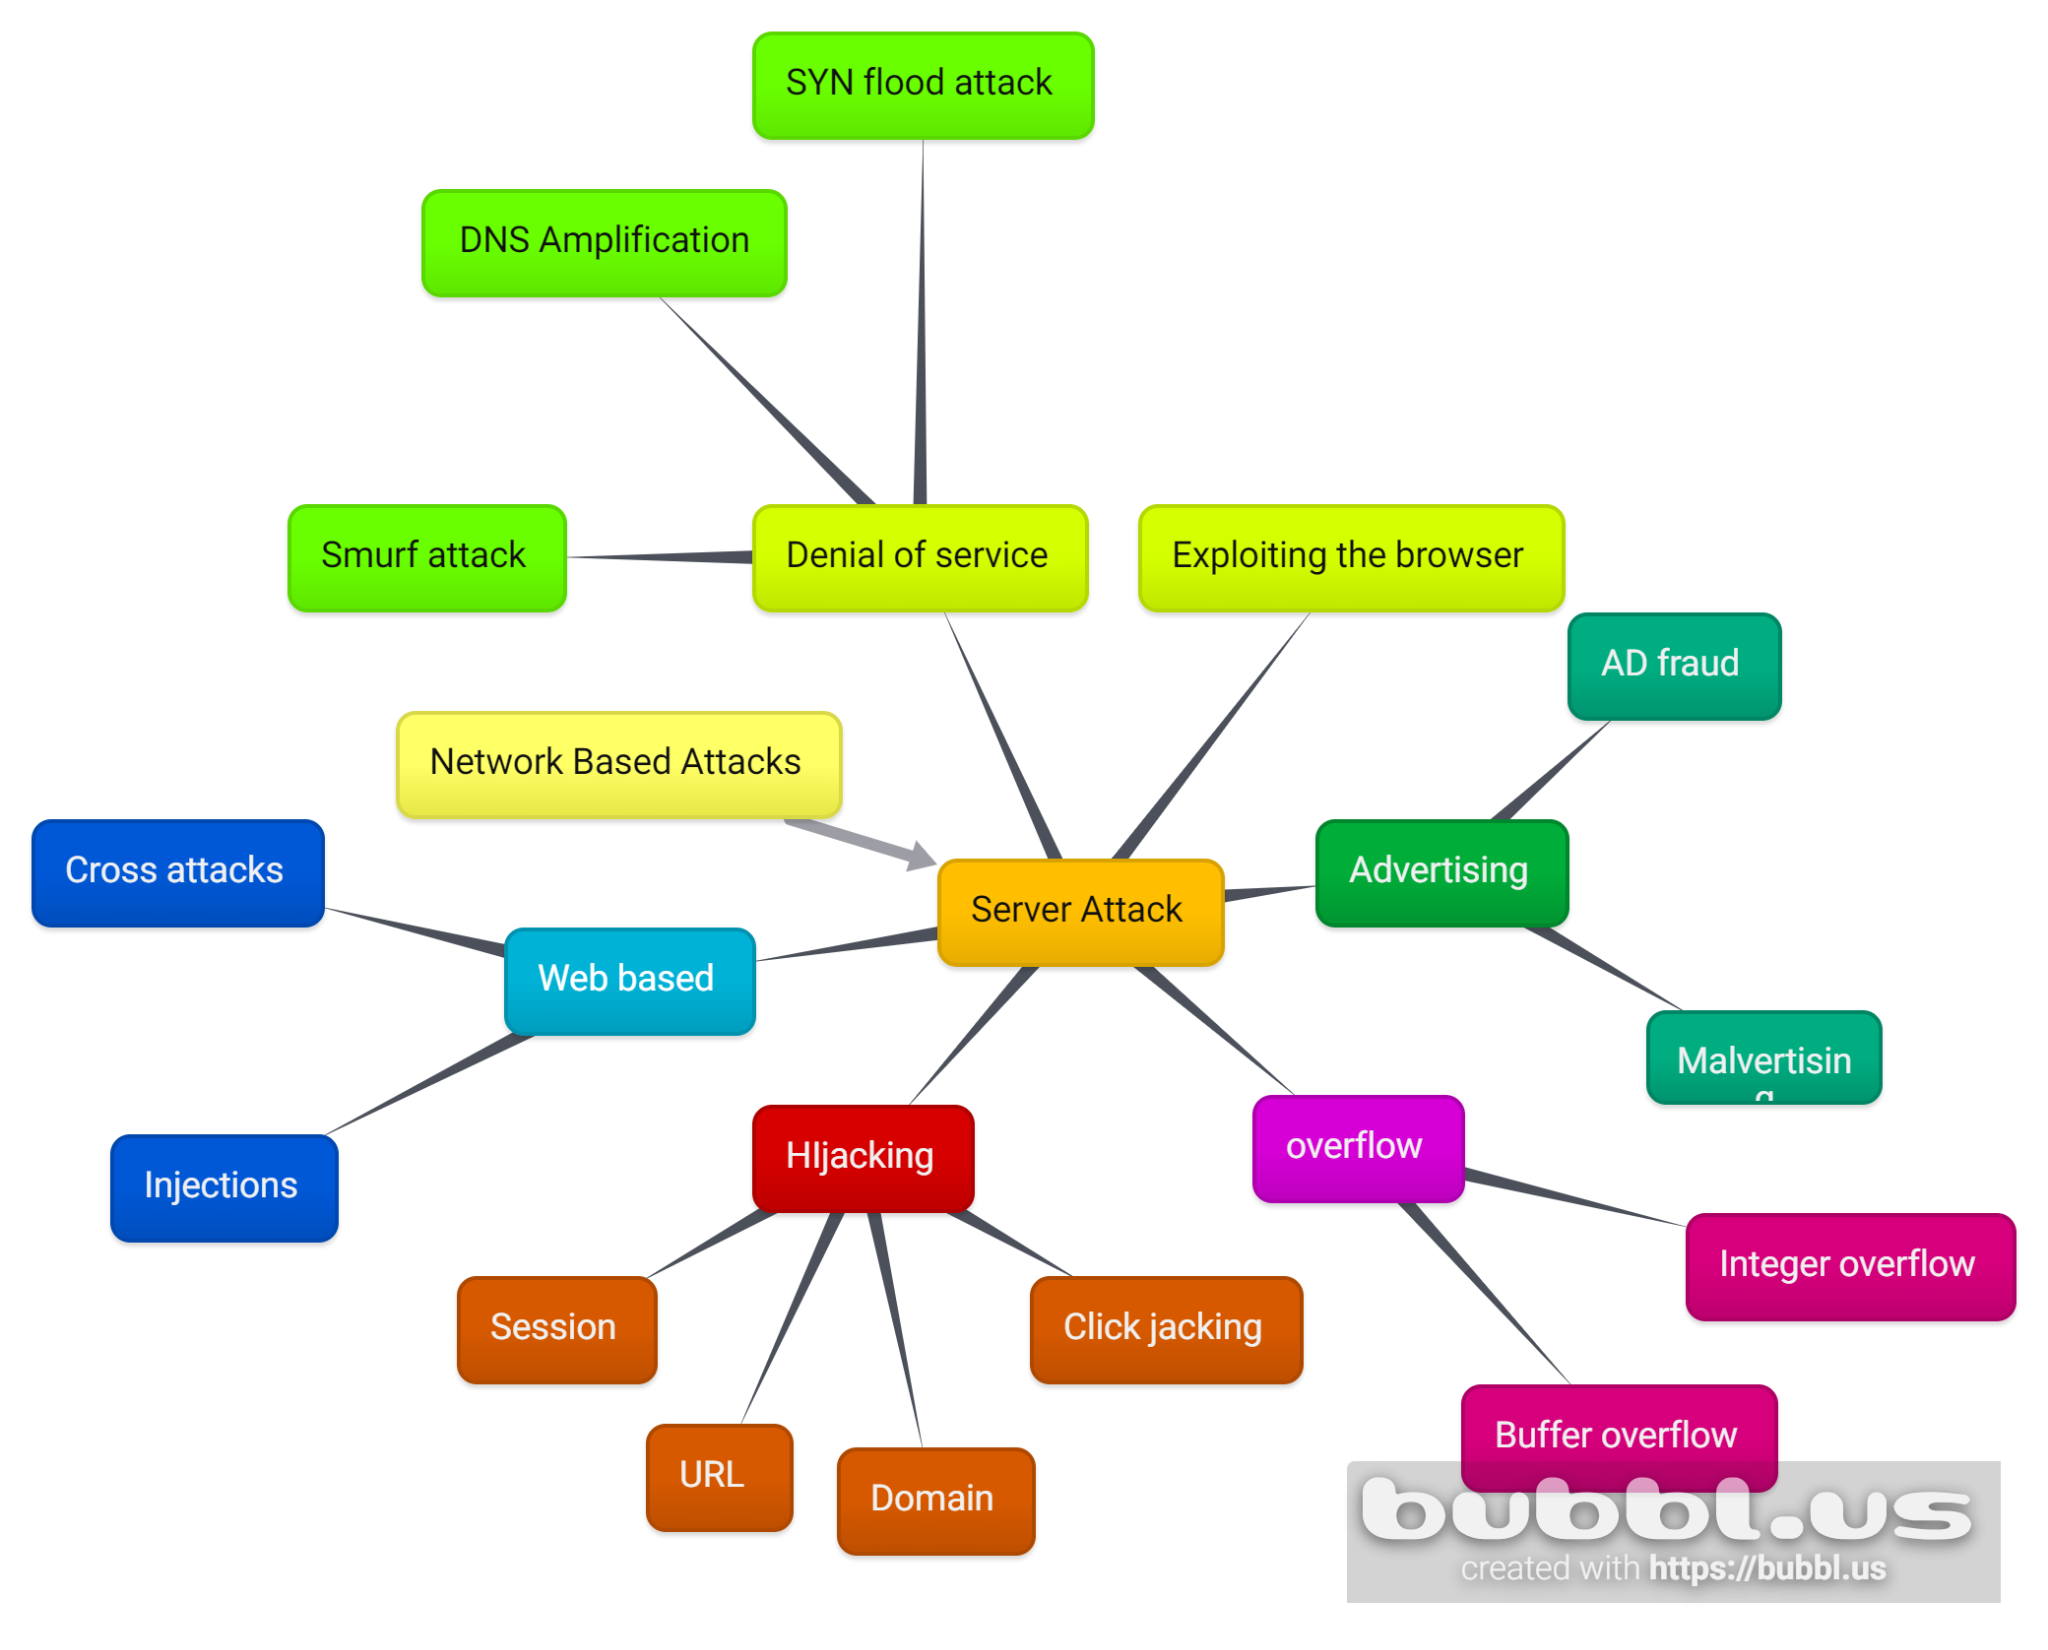 SYN flood attack
DNS Amplification
Smurf attack
Denial of service
Exploiting the browser
AD fraud
Network Based Attacks
Cross attacks
Advertising
Server Attack
Web based
Malvertisin
g
HIjacking
overflow
Injections
Integer overflow
Session
Click jacking
Buffer overflow
URL
Domain
bubbl.us
created with https://bubbl.us